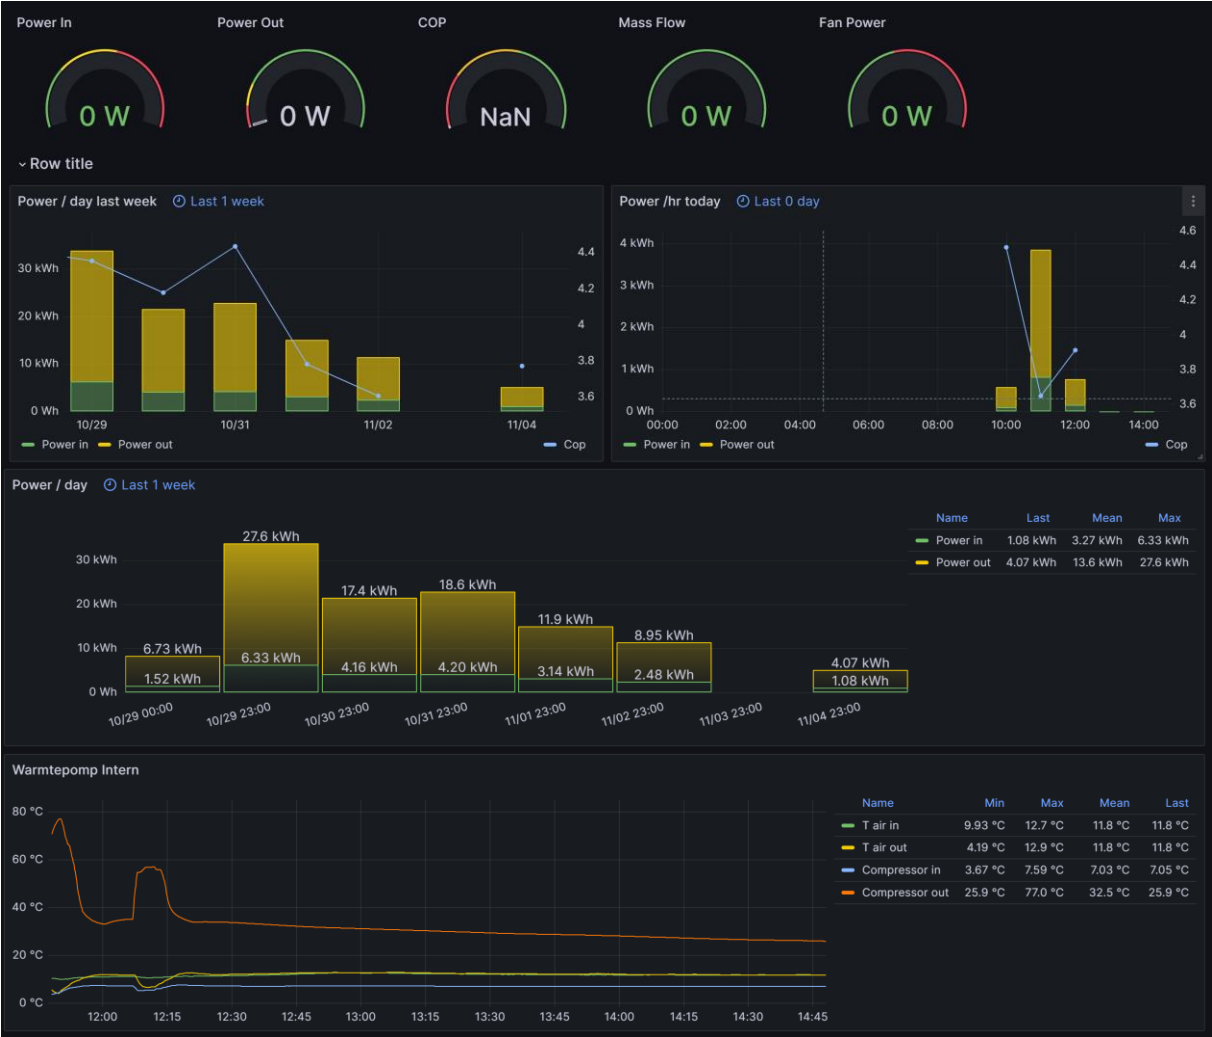 Power In Power Out COP Mass Flow Fan Power
0 W 0 W NaN 0 W 0 W
Row title
Power / day last week Last 1 week
30 kWh
20 kWh
10 kWh
0 Wh
4.4
4.2
4
3.8
3.6
10/29 10/31 11/02 11/04
Power in Power out Cop
Power /hr today Last 0 day
4 kWh
3 kWh
2 kWh
1 kWh
0 Wh
4.6
4.4
4.2
4
3.8
3.6
00:00 02:00 04:00 06:00 08:00 10:00 12:00 14:00
Power in Power out Cop
Power / day Last 1 week
30 kWh
20 kWh
10 kWh
0 Wh
6.73 kWh 27.6 kWh 17.4 kWh 18.6 kWh 11.9 kWh 8.95 kWh 4.07 kWh
1.52 kWh 6.33 kWh 4.16 kWh 4.20 kWh 3.14 kWh 2.48 kWh 1.08 kWh
10/29 00:00 10/29 23:00 10/30 23:00 10/31 23:00 11/01 23:00 11/02 23:00 11/03 23:00 11/04 23:00
Name Last Mean Max
Power in 1.08 kWh 3.27 kWh 6.33 kWh
Power out 4.07 kWh 13.6 kWh 27.6 kWh
Warmtepomp Intern
80 °C
60 °C
40 °C
20 °C
0 °C
12:00 12:15 12:30 12:45 13:00 13:15 13:30 13:45 14:00 14:15 14:30 14:45
Name Min Max Mean Last
T air in 9.93 °C 12.7 °C 11.8 °C 11.8 °C
T air out 4.19 °C 12.9 °C 11.8 °C 11.8 °C
Compressor in 3.67 °C 7.59 °C 7.03 °C 7.05 °C
Compressor out 25.9 °C 77.0 °C 32.5 °C 25.9 °C